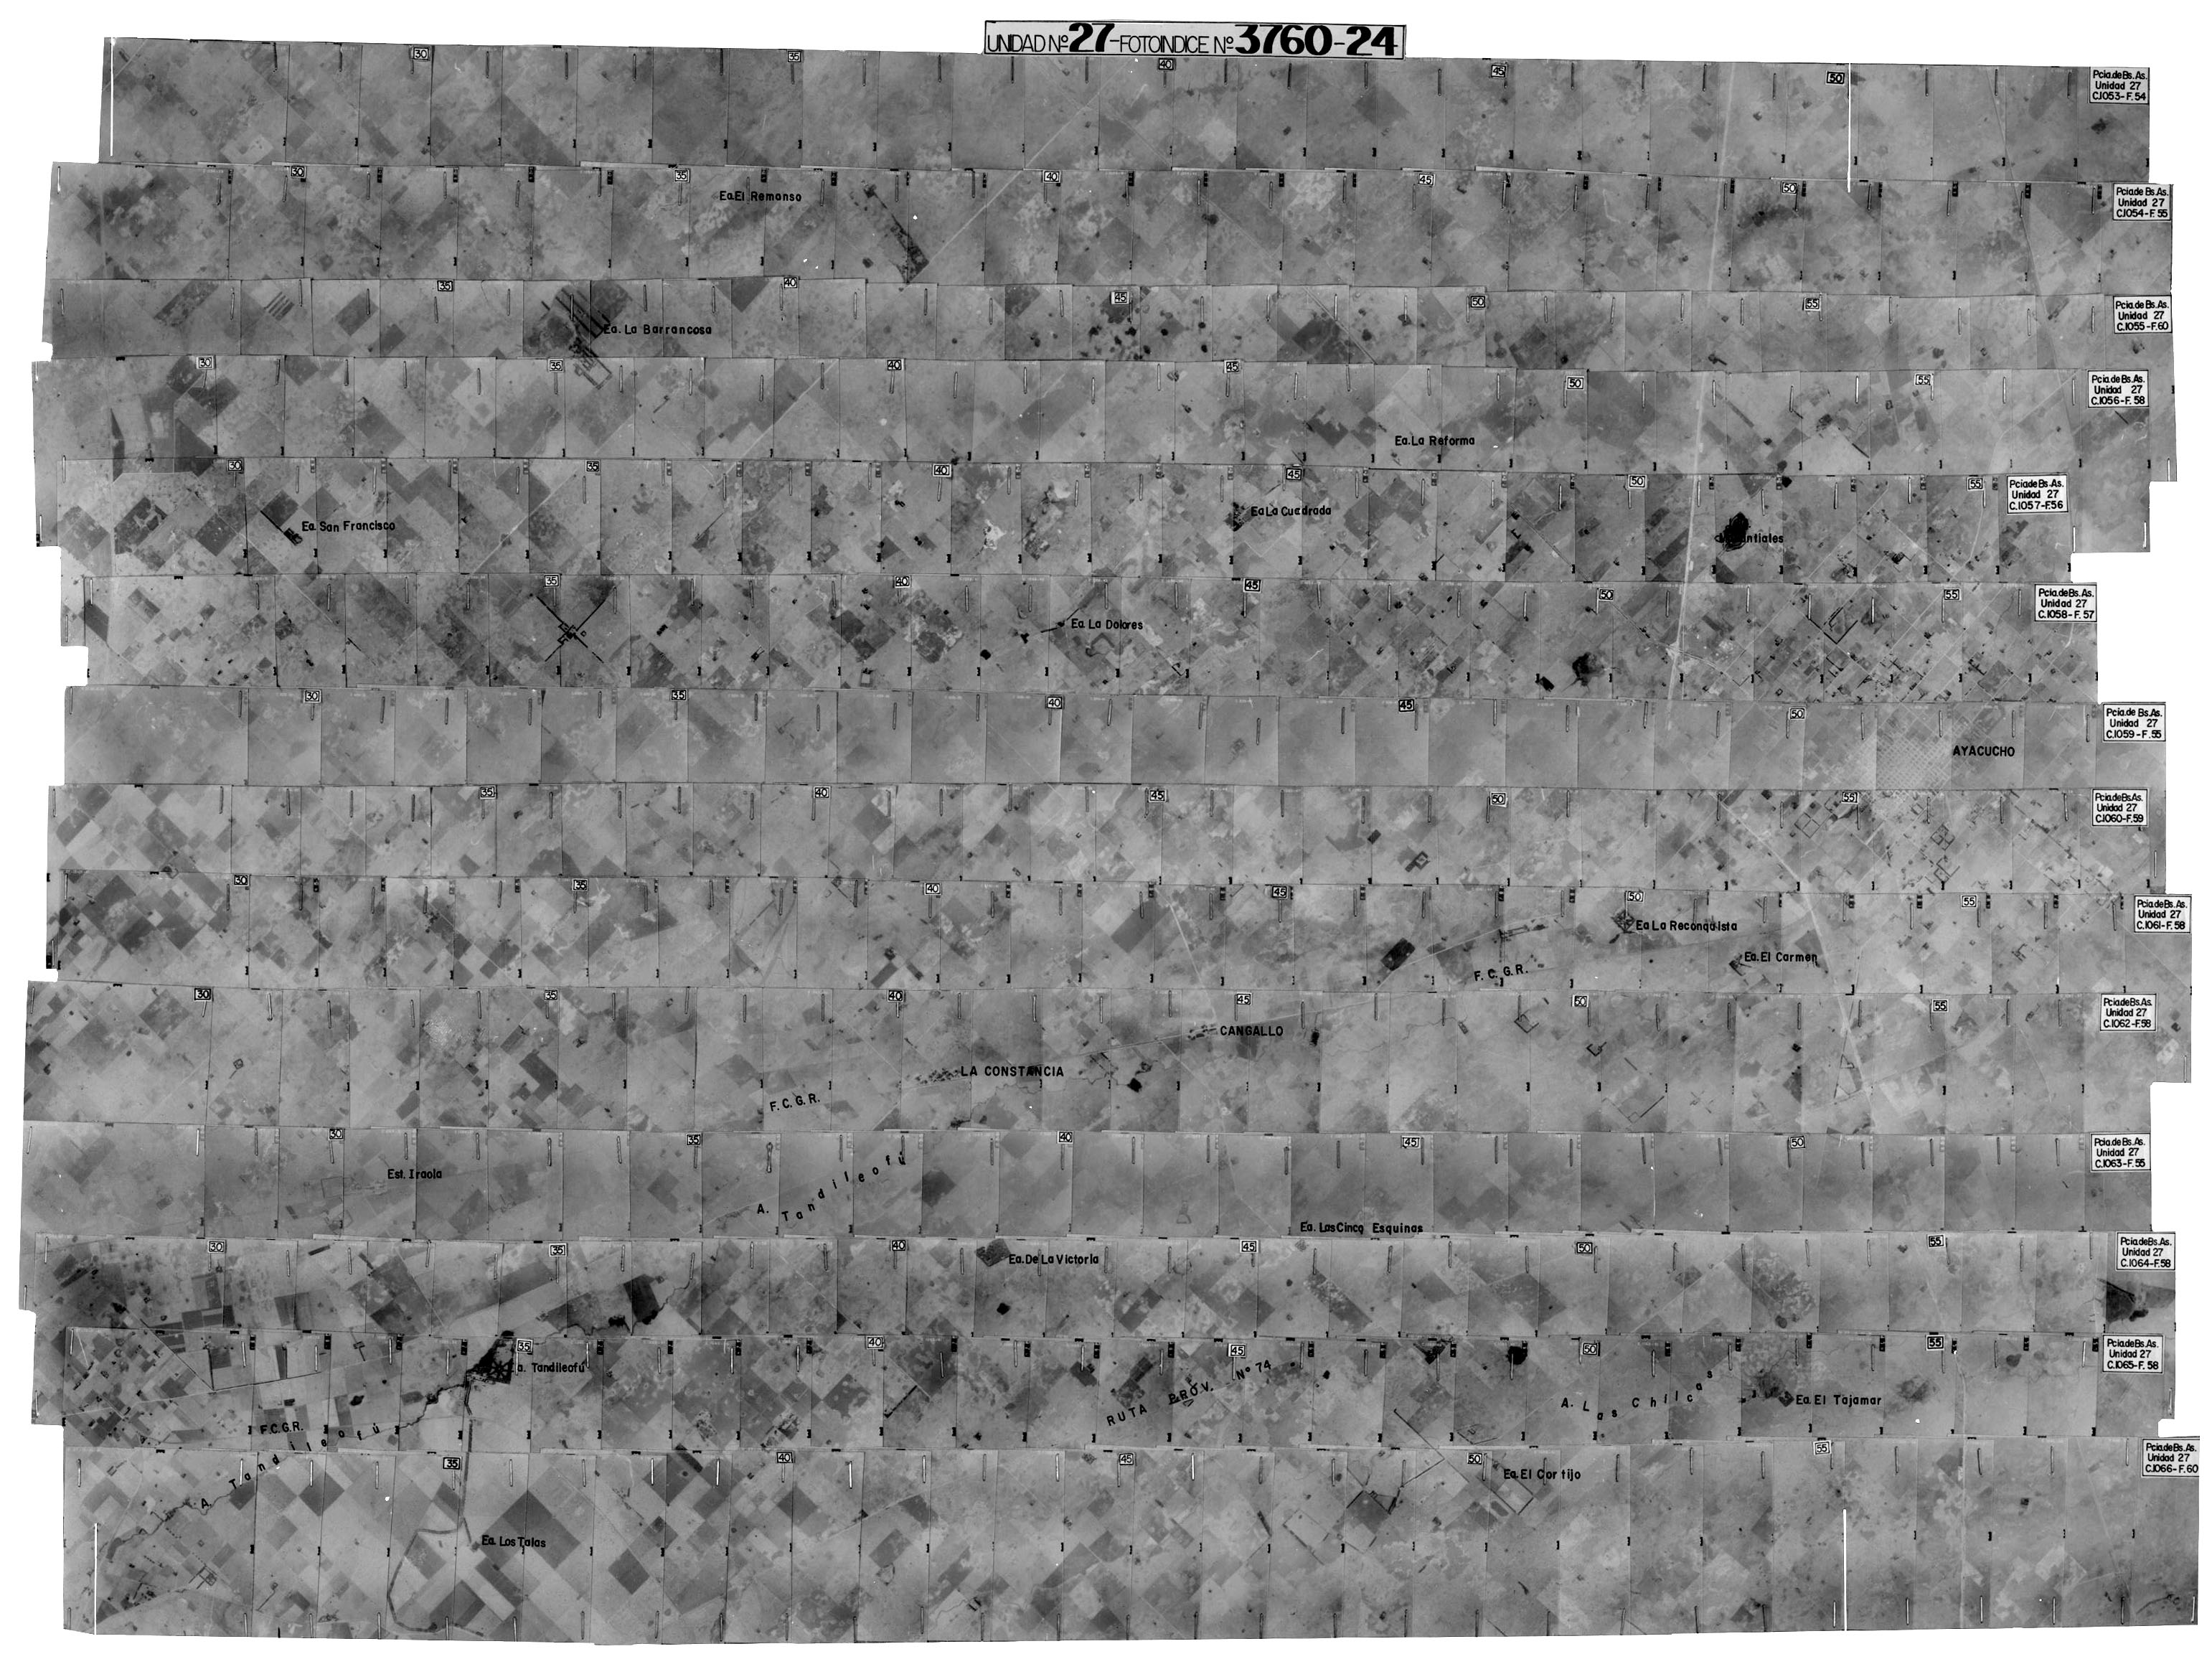 UNIDAD Nº 27-FOTOINDICE Nº 3760-24
30 35 40 45 50
Pcia.de Bs.As.
Unidad 27
C.1053-F.54
30 35 40 45 50
Ea.El Remanso
Pcia.de Bs.As.
Unidad 27
C.1054-F.55
35 40 45 50 55
Ea. La Barrancosa
Pcia.de Bs.As.
Unidad 27
C.1055-F.60
30 35 40 45 50 55
Pcia.de Bs.As.
Unidad 27
C.1056-F.58
Ea.La Reforma
30 35 40 45 50 55
Pcia.de Bs.As.
Unidad 27
C.1057-F.56
Ea. San Francisco
Ea La Cuadrada
ntiales
35 40 45 50 55
Pcia.de Bs.As.
Unidad 27
C.1058-F.57
Ea. La Dolores
30 35 40 45 50
Pcia.de Bs.As.
Unidad 27
C.1059-F.55
AYACUCHO
35 40 45 50 55
Pcia.de Bs.As.
Unidad 27
C.1060-F.59
30 35 40 45 50 55
Pcia.de Bs.As.
Unidad 27
C.1061-F.58
Ea La Reconquista
Ea. El Carmen
F. C. G. R.
30 35 40 45 50 55
Pcia.de Bs.As.
Unidad 27
C.1062-F.58
CANGALLO
LA CONSTANCIA
F. C. G. R.
30 35 40 45 50
Pcia.de Bs.As.
Unidad 27
C.1063-F.55
Est. Iraola
A. Tandileofú
Ea. Las Cinco Esquinas
30 35 40 45 50 55
Pcia.de Bs.As.
Unidad 27
C.1064-F.58
Ea. De La Victoria
35 40 45 50 55
Pcia.de Bs.As.
Unidad 27
C.1065-F.58
a. Tandileofú
RUTA PROV. Nº 74
A. Las Chilcas
Ea. El Tajamar
F.C.G.R.
A. Tandileofú
35 40 45 50 55
Pcia.de Bs.As.
Unidad 27
C.1066-F.60
Ea.El Cortijo
Ea. Los Talas